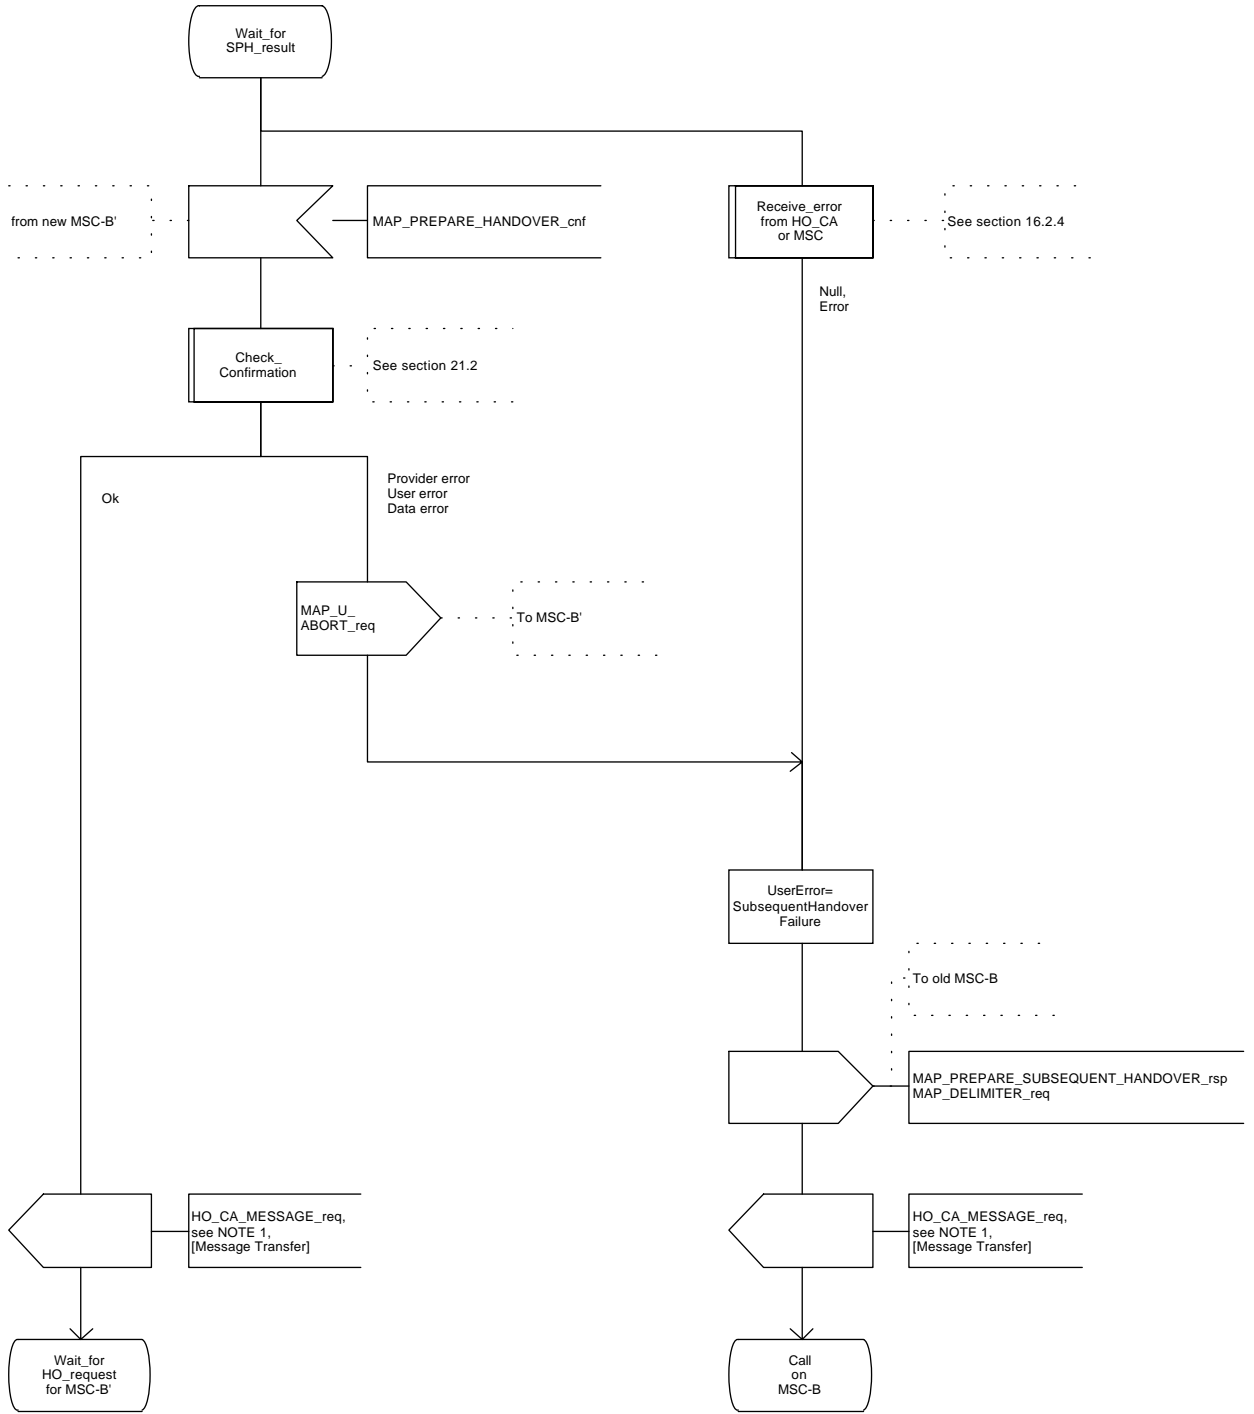 Wait_for
SPH_result
from new MSC-B'
MAP_PREPARE_HANDOVER_cnf
Receive_error
from HO_CA
or MSC
See section 16.2.4
Null,
Error
Check_
Confirmation
See section 21.2
Ok
Provider error
User error
Data error
MAP_U_
ABORT_req
To MSC-B'
UserError=
SubsequentHandover
Failure
To old MSC-B
MAP_PREPARE_SUBSEQUENT_HANDOVER_rsp
MAP_DELIMITER_req
HO_CA_MESSAGE_req,
see NOTE 1,
[Message Transfer]
HO_CA_MESSAGE_req,
see NOTE 1,
[Message Transfer]
Wait_for
HO_request
for MSC-B'
Call
on
MSC-B